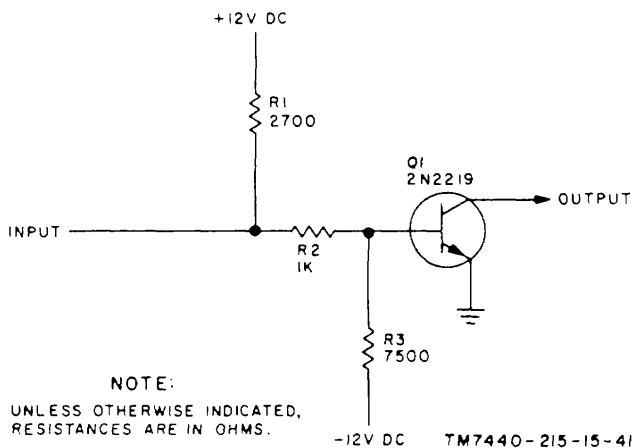 +12V DC
R1
2700
Q1
2N2219
OUTPUT
INPUT
R2
1K
R3
7500
NOTE:
UNLESS OTHERWISE INDICATED,
RESISTANCES ARE IN OHMS.
-12V DC
TM7440-215-15-41